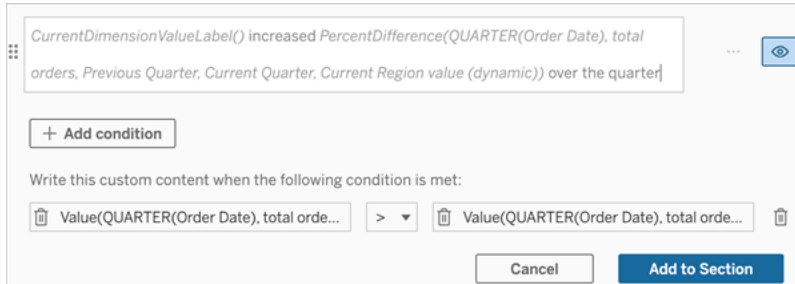 CurrentDimensionValueLabel() increased PercentDifference(QUARTER(Order Date), total
orders, Previous Quarter, Current Quarter, Current Region value (dynamic)) over the quarter
+ Add condition
Write this custom content when the following condition is met:
Value(QUARTER(Order Date), total orde... > Value(QUARTER(Order Date), total orde...
Cancel Add to Section